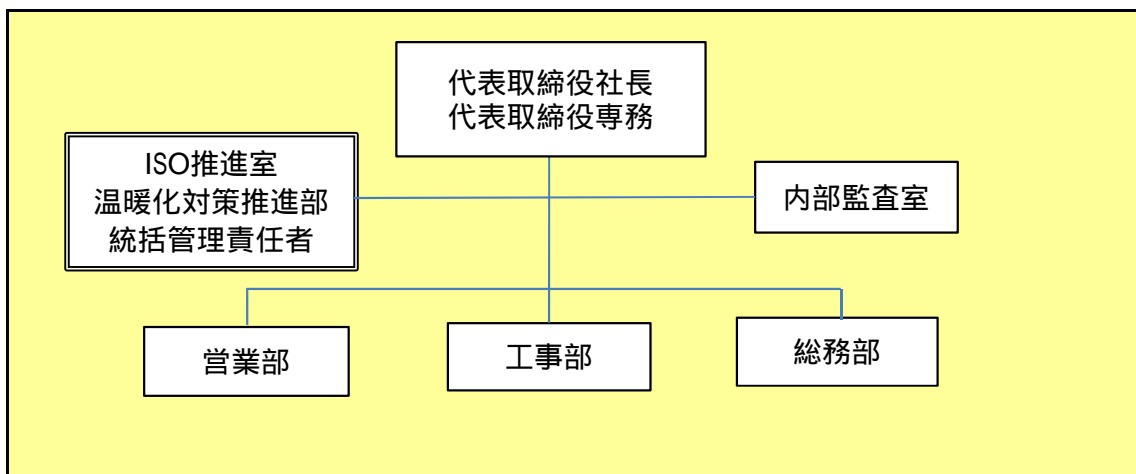 代表取締役社長
代表取締役専務
ISO推進室
温暖化対策推進部
統括管理責任者
内部監査室
営業部
工事部
総務部